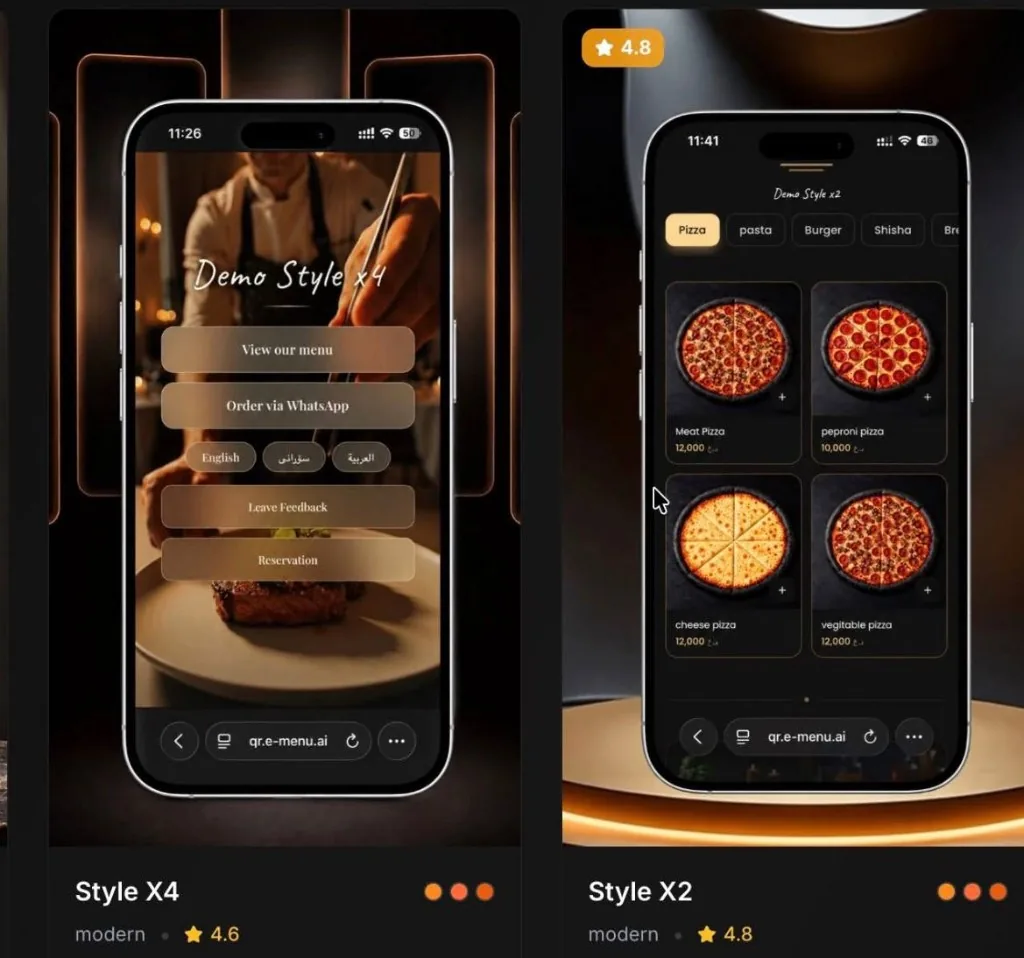 11:26
50
Demo Style x4
View our menu
Order via WhatsApp
English
سۆرانی
العربية
Leave Feedback
Reservation
qr.e-menu.ai
Style X4
modern
4.6
4.8
11:41
46
Demo Style x2
Pizza
pasta
Burger
Shisha
Bre
Meat Pizza
12,000 د.ع
peproni pizza
10,000 د.ع
cheese pizza
12,000 د.ع
vegitable pizza
12,000 د.ع
qr.e-menu.ai
Style X2
modern
4.8